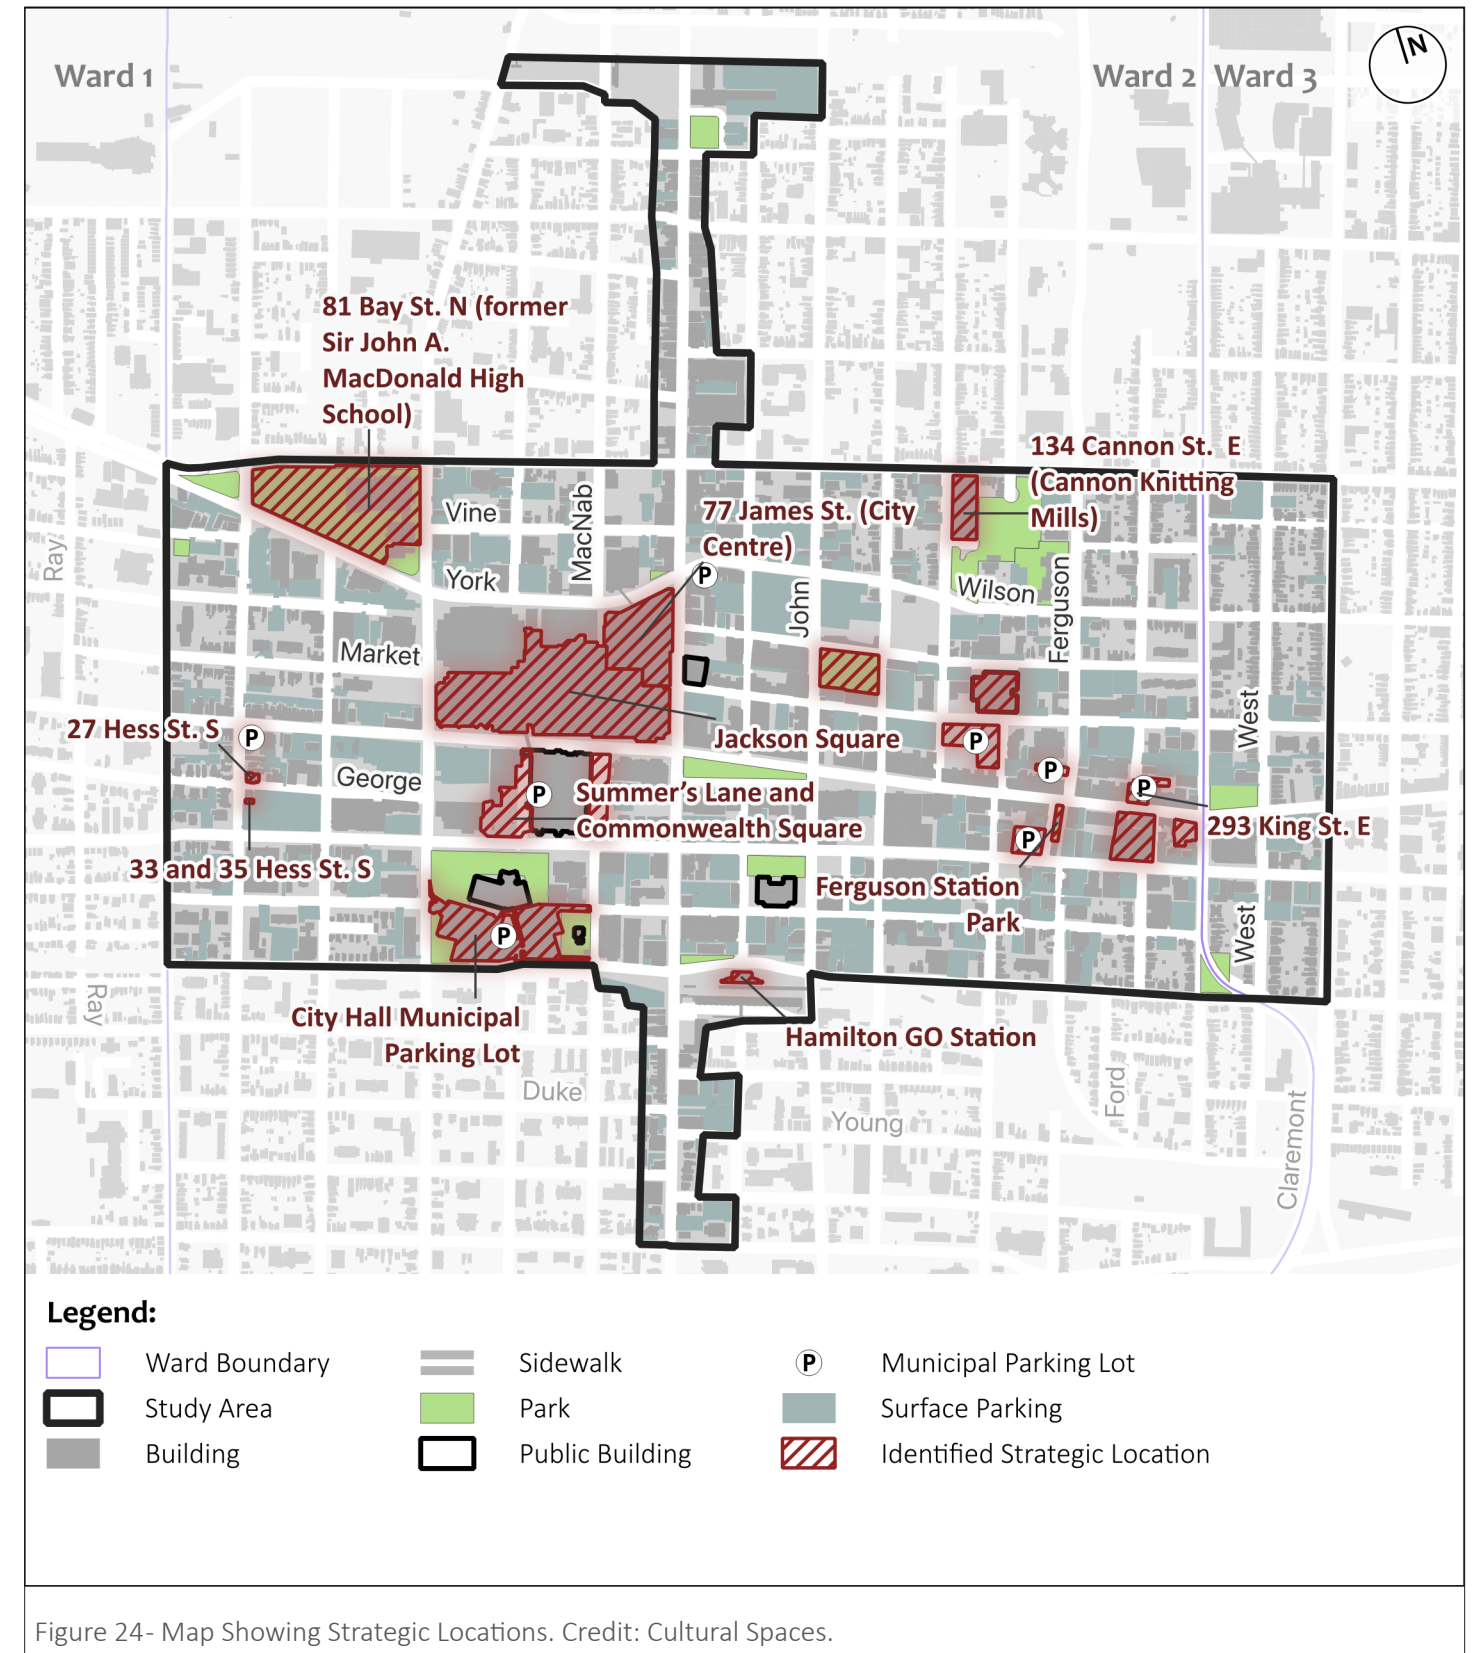 Ward 1
Ward 2
Ward 3
N
81 Bay St. N (former
Sir John A.
MacDonald High
School)
134 Cannon St. E
(Cannon Knitting
Mills)
77 James St. (City
Centre)
Vine
MacNab
York
P
John
Wilson
Ferguson
Ray
Market
27 Hess St. S
P
George
Jackson Square
P
West
P
P
P
P
Summer's Lane and
Commonwealth Square
293 King St. E
33 and 35 Hess St. S
P
Ferguson Station
Park
West
P
Ray
City Hall Municipal
Parking Lot
Hamilton GO Station
Duke
Young
Ford
Claremont
Legend:
Ward Boundary
Sidewalk
P
Municipal Parking Lot
Study Area
Park
Surface Parking
Building
Public Building
Identified Strategic Location
Figure 24- Map Showing Strategic Locations. Credit: Cultural Spaces.